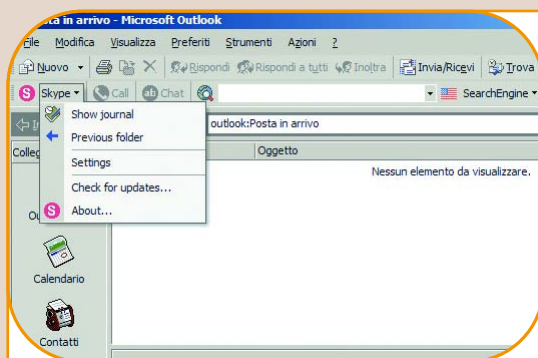 sta in arrivo - Microsoft Outlook
File Modifica Visualizza Preferiti Strumenti Azioni ?
Nuovo Rispondi Rispondi a tutti Inoltra Invia/Ricevi Trova
S Skype Call Chat SearchEngine
Show journal
outlook:Posta in arrivo
Previous folder
Oggetto
Settings
Nessun elemento da visualizzare.
Check for updates...
S About...
Calendario
Contatti